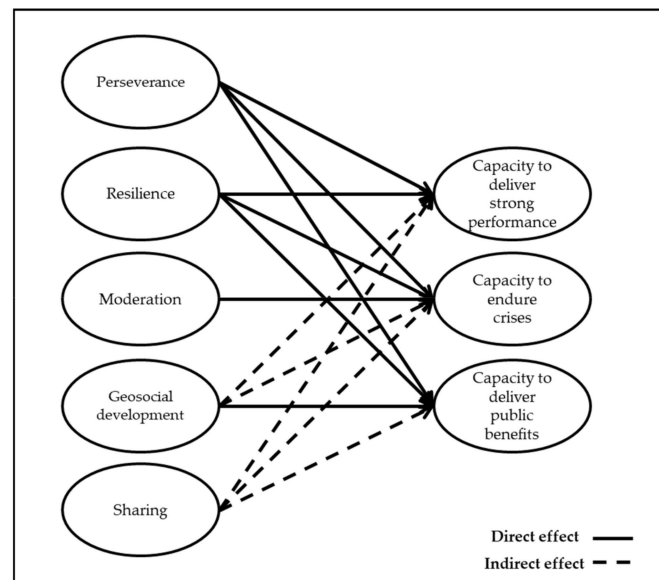 Perseverance
Resilience
Moderation
Geosocial
development
Sharing
Capacity to
deliver
strong
performance
Capacity to
endure
crises
Capacity to
deliver
public
benefits
Direct effect
Indirect effect